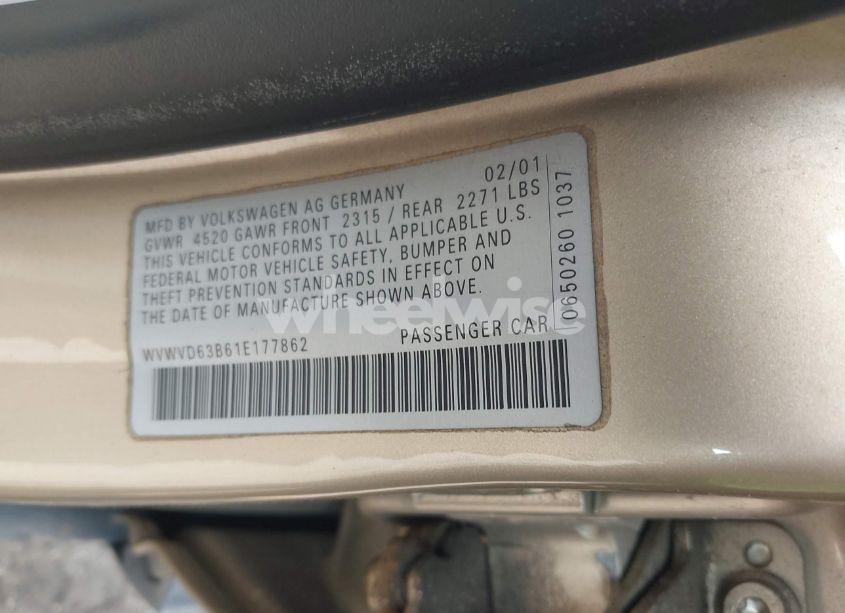 02/01
MFD BY VOLKSWAGEN AG GERMANY
GVWR 4520 GAWR FRONT 2315 / REAR 2271 LBS
THIS VEHICLE CONFORMS TO ALL APPLICABLE U.S.
FEDERAL MOTOR VEHICLE SAFETY, BUMPER AND
THEFT PREVENTION STANDARDS IN EFFECT ON
THE DATE OF MANUFACTURE SHOWN ABOVE.
WVWVD63B61E177862 PASSENGER CAR
0650260 1037
wheelwise